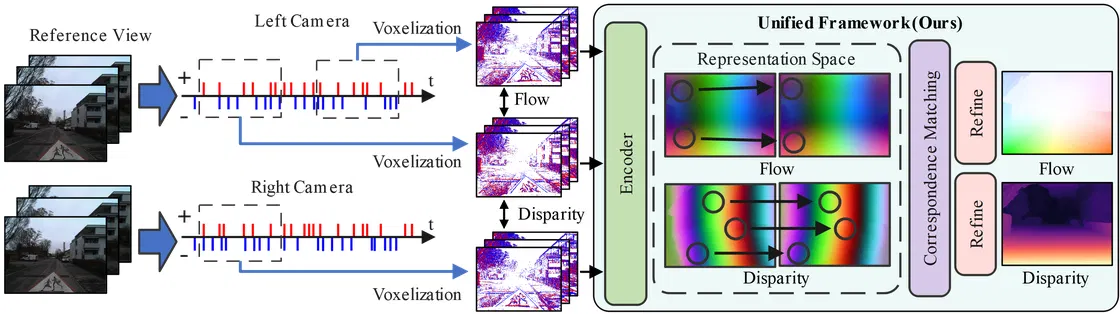 Reference View
Left Camera
Voxelization
+
-
t
Flow
Voxelization
Right Camera
+
-
t
Disparity
Voxelization
Unified Framework(Ours)
Encoder
Representation Space
Flow
Disparity
Correspondence Matching
Refine
Flow
Refine
Disparity